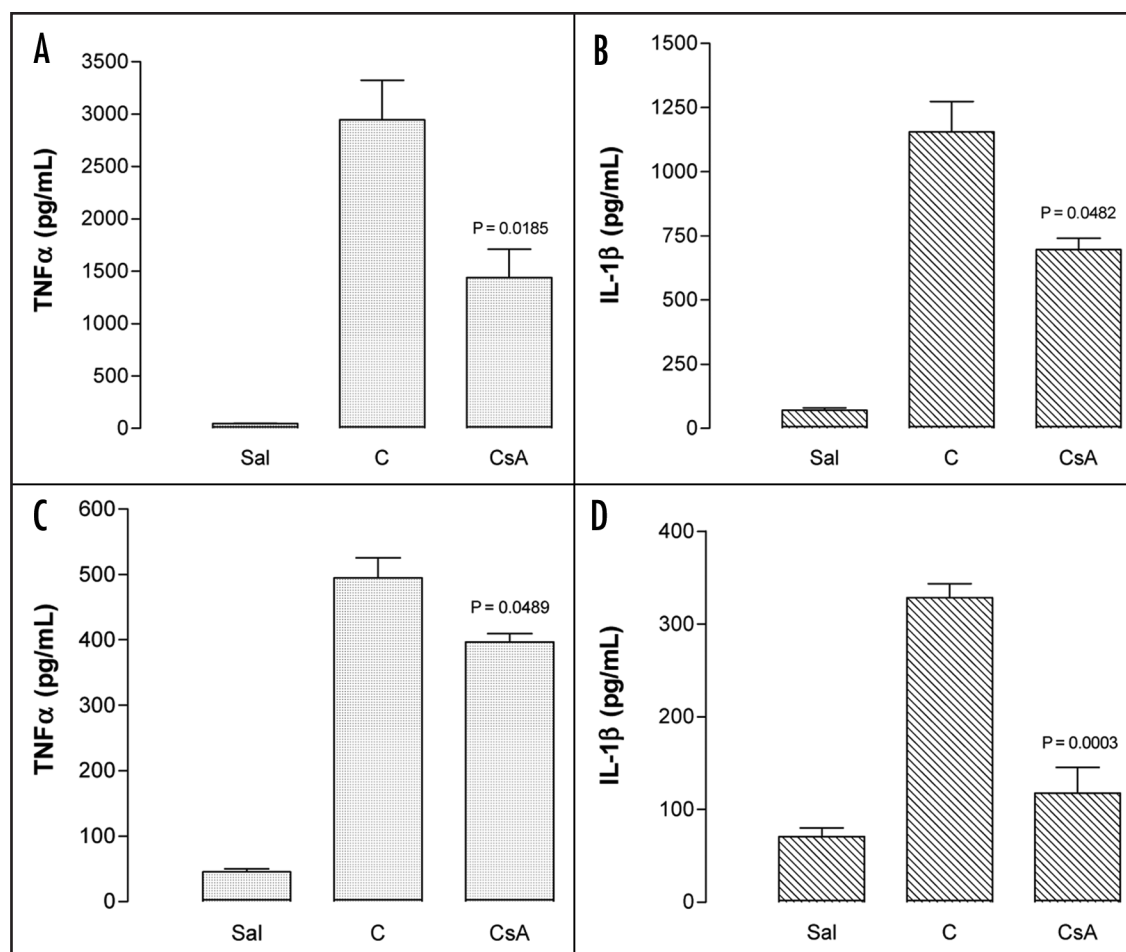 A
TNFα (pg/mL)
3500
3000
2500
2000
1500
1000
500
0
P = 0.0185
Sal C CsA
B
IL-1β (pg/mL)
1500
1250
1000
750
500
250
0
P = 0.0482
Sal C CsA
C
TNFα (pg/mL)
600
500
400
300
200
100
0
P = 0.0489
Sal C CsA
D
IL-1β (pg/mL)
400
300
200
100
0
P = 0.0003
Sal C CsA